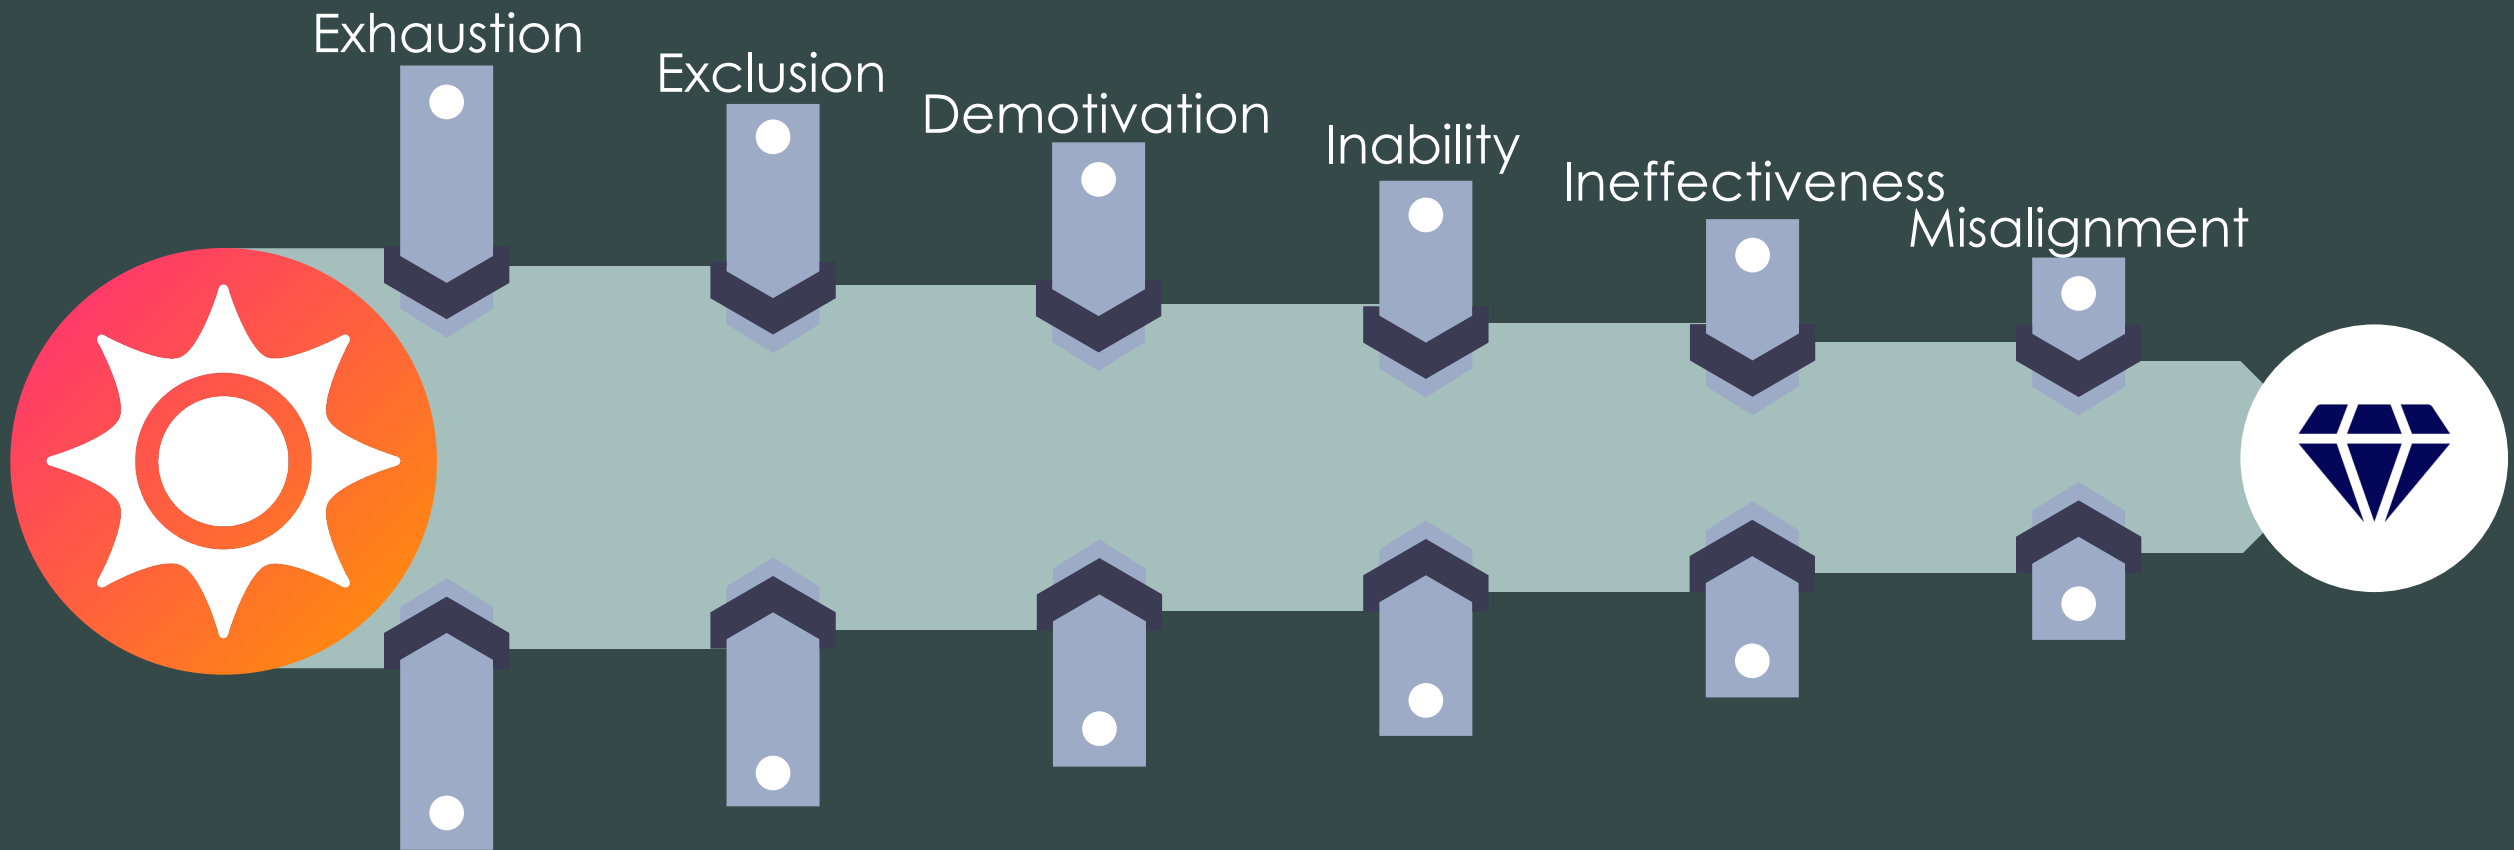 Exhaustion
Exclusion
Demotivation
Inability
Ineffectiveness
Misalignment